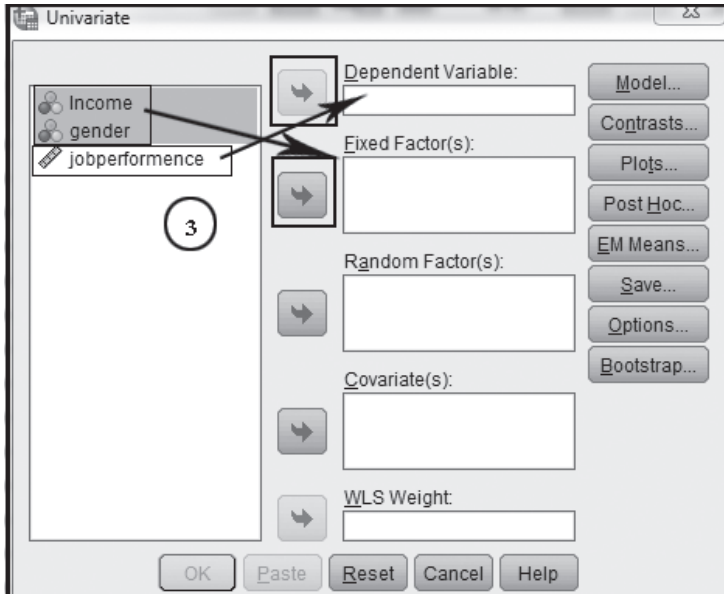 Univariate
Income
gender
jobperformence
3
Dependent Variable:
Fixed Factor(s):
Random Factor(s):
Covariate(s):
WLS Weight:
Model...
Contrasts...
Plots...
Post Hoc...
EM Means...
Save...
Options...
Bootstrap...
OK
Paste
Reset
Cancel
Help